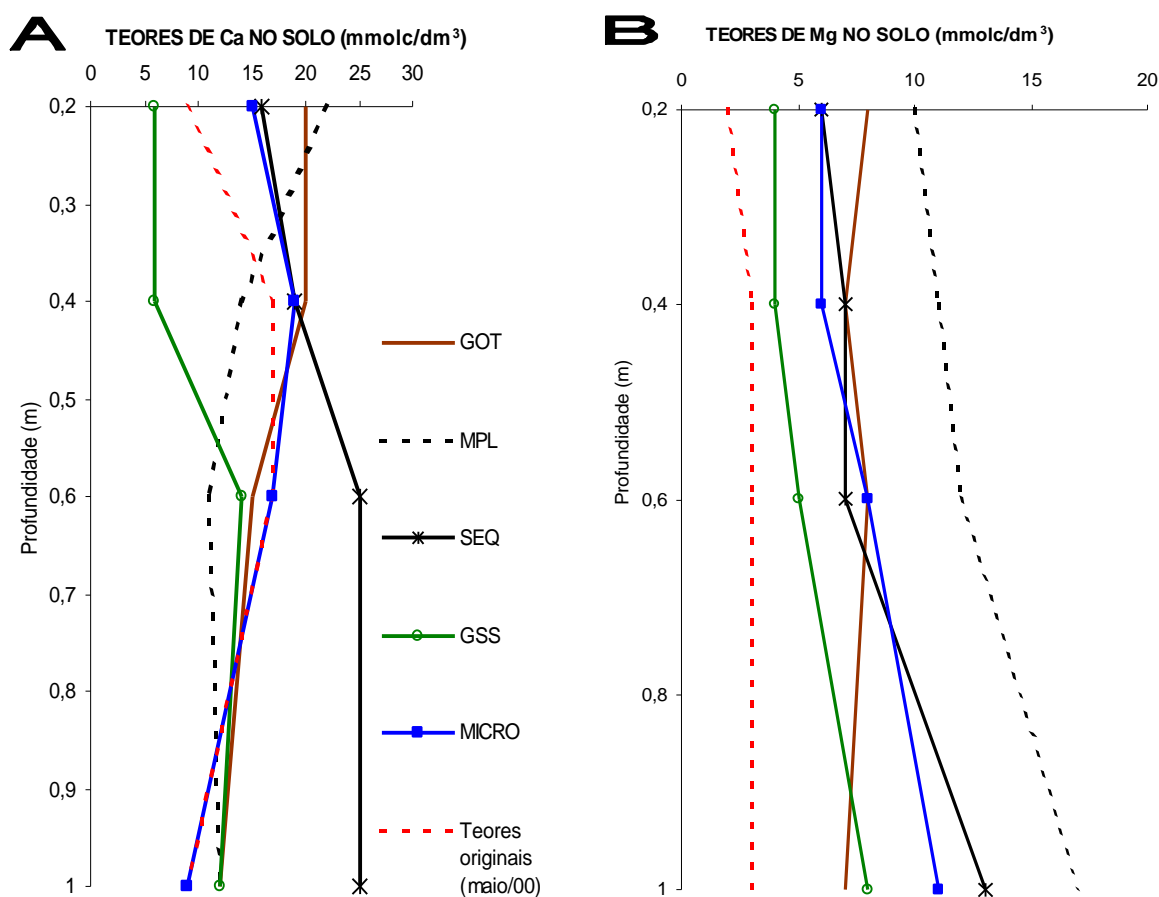 A
TEORES DE Ca NO SOLO (mmolc/dm³)
0 5 10 15 20 25 30
0,2
0,3
0,4
0,5
0,6
0,7
0,8
0,9
1
Profundidade (m)
GOT
MPL
SEQ
GSS
MICRO
Teores
originais
(maio/00)
B
TEORES DE Mg NO SOLO (mmolc/dm³)
0 5 10 15 20
0,2
0,4
0,6
0,8
1
Profundidade (m)